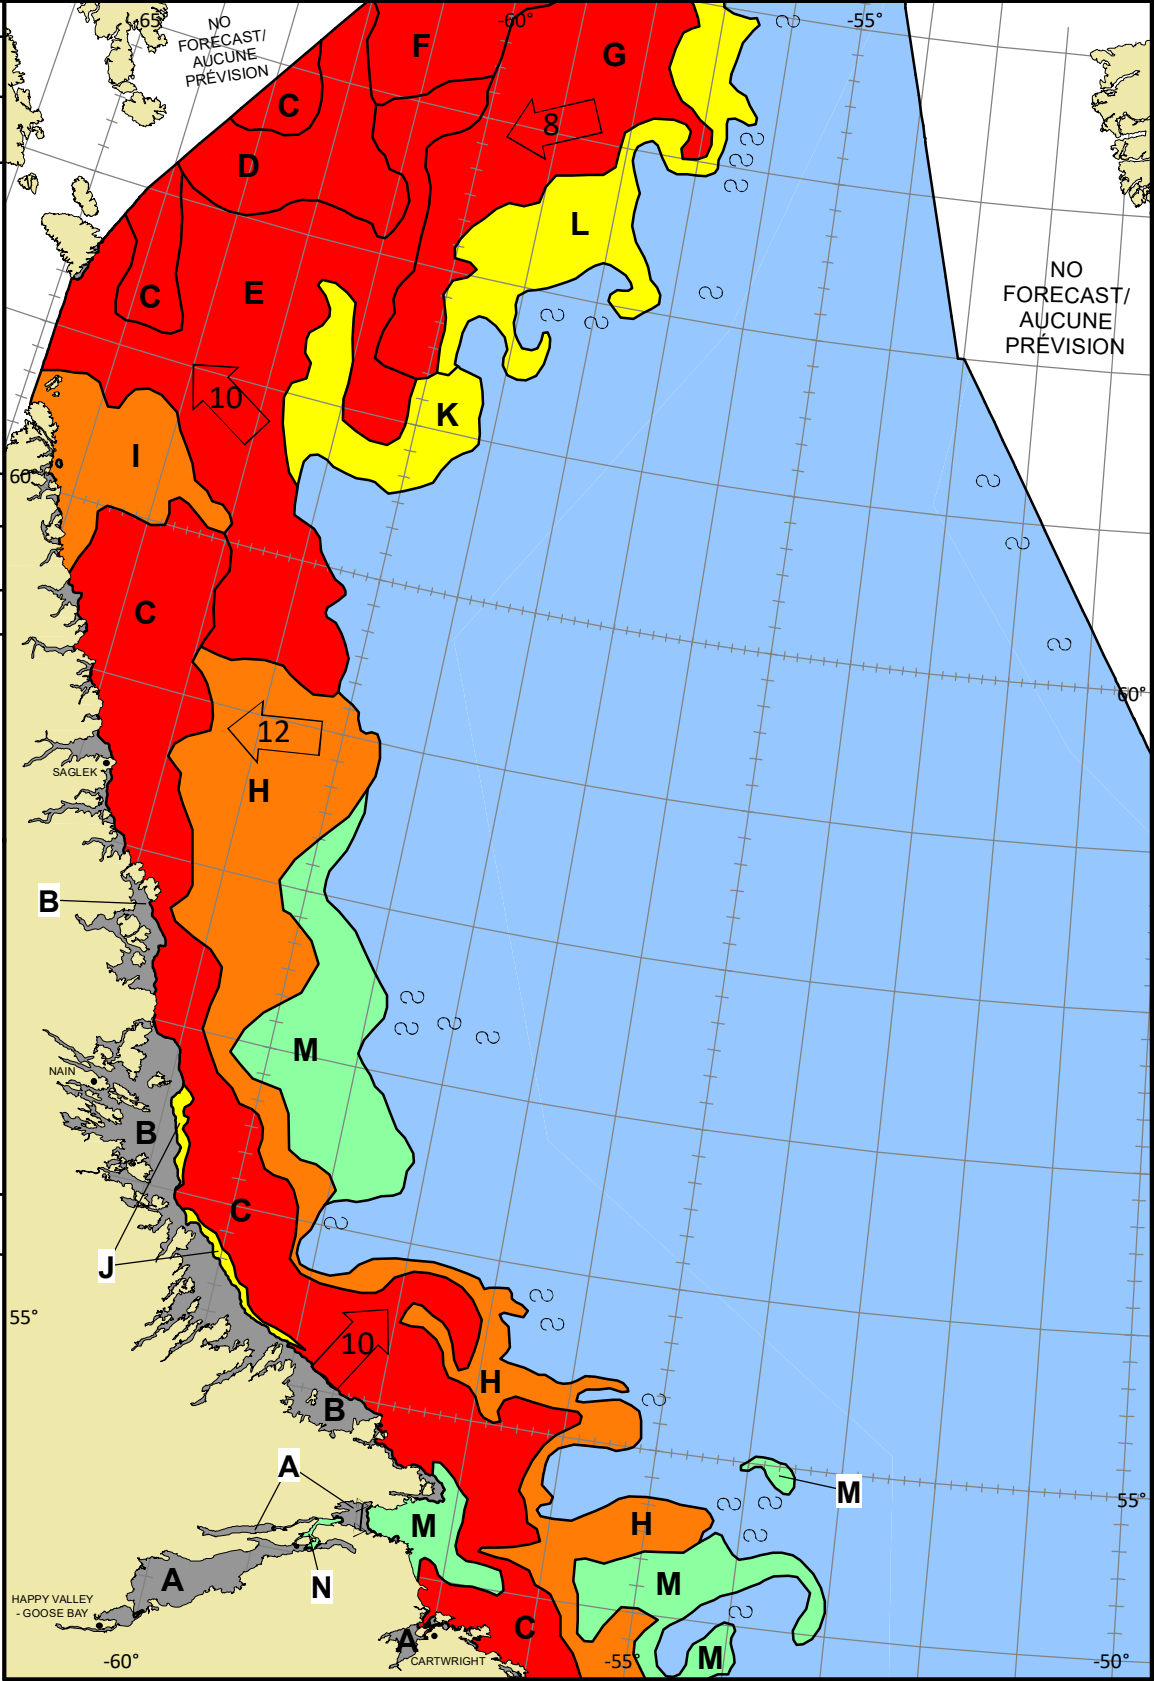 -65°
-60°
-55°
NO
FORECAST/
AUCUNE
PRÉVISION
F
G
C
8
D
L
C
E
NO
FORECAST/
AUCUNE
PRÉVISION
10
K
I
60°
C
60°
12
SAGLEK
H
B
M
NAIN
B
C
J
55°
10
H
B
A
M
55°
M
H
A
N
M
HAPPY VALLEY
- GOOSE BAY
C
A
CARTWRIGHT
M
-60°
-55°
-50°